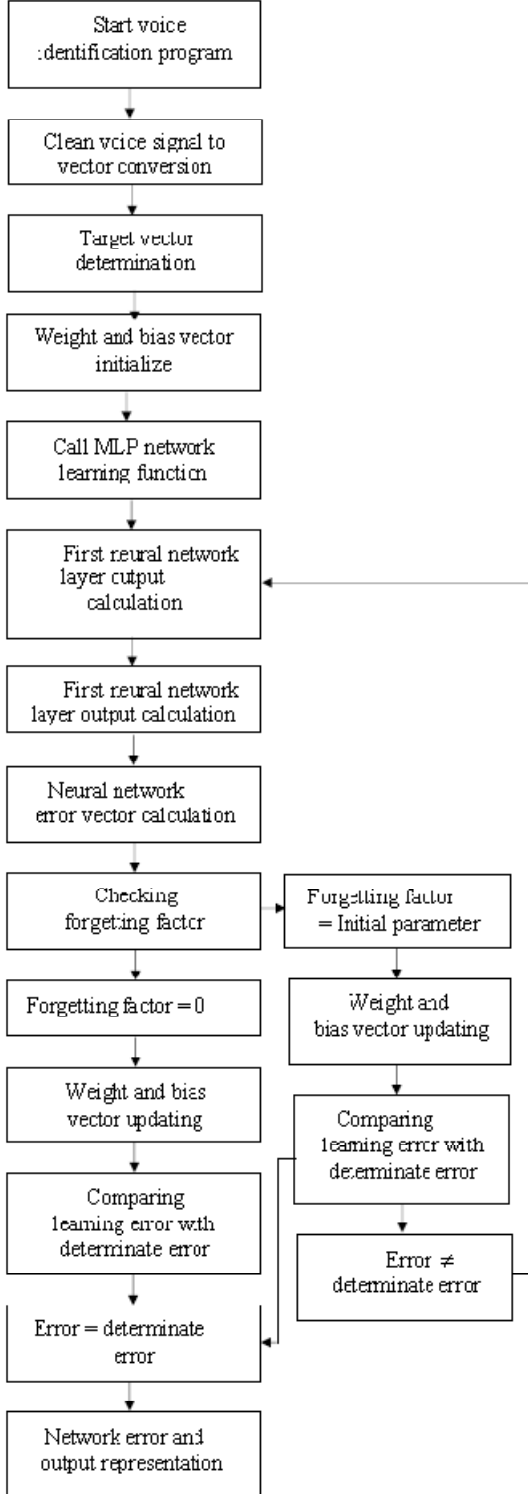 Start voice
identification program
Clean voice signal to
vector conversion
Target vector
determination
Weight and bias vector
initialize
Call MLP network
learning function
First neural network
layer output
calculation
First neural network
layer output calculation
Neural network
error vector calculation
Checking
forgeting factor
Forgetting factor
= Initial parameter
Forgetting factor = 0
Weight and
bias vector updating
Weight and bias
vector updating
Comparing
learning error with
determinate error
Comparing
learning error with
determinate error
Error ≠
determinate error
Error = determinate
error
Network error and
output representation